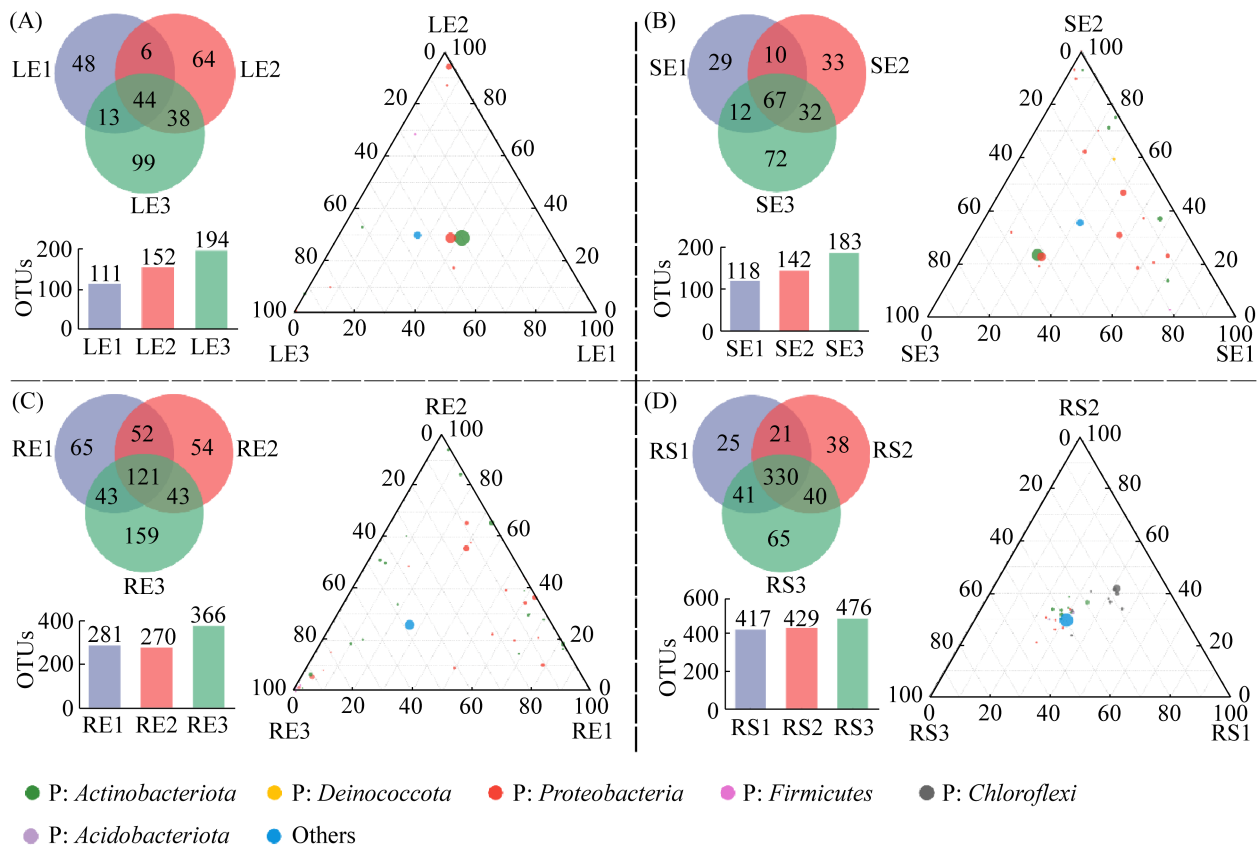 (A)
LE1 48 6 64 LE2
44
13 38
99
LE3
OTUs
200
100
0
111 152 194
LE1 LE2 LE3
LE2
0 100
20 80
40 60
60 40
80 20
100 0
0 20 40 60 80 100
LE3 LE1
(B)
SE1 29 10 33 SE2
67
12 32
72
SE3
OTUs
200
100
0
118 142 183
SE1 SE2 SE3
SE2
0 100
20 80
40 60
60 40
80 20
100 0
0 20 40 60 80 100
SE3 SE1
(C)
RE1 65 52 54 RE2
121
43 43
159
RE3
OTUs
400
200
0
281 270 366
RE1 RE2 RE3
RE2
0 100
20 80
40 60
60 40
80 20
100 0
0 20 40 60 80 100
RE3 RE1
(D)
RS1 25 21 38 RS2
330
41 40
65
RS3
OTUs
600
400
200
0
417 429 476
RS1 RS2 RS3
RS2
0 100
20 80
40 60
60 40
80 20
100 0
0 20 40 60 80 100
RS3 RS1
P: Actinobacteriota P: Deinococcota P: Proteobacteria P: Firmicutes P: Chloroflexi
P: Acidobacteriota Others